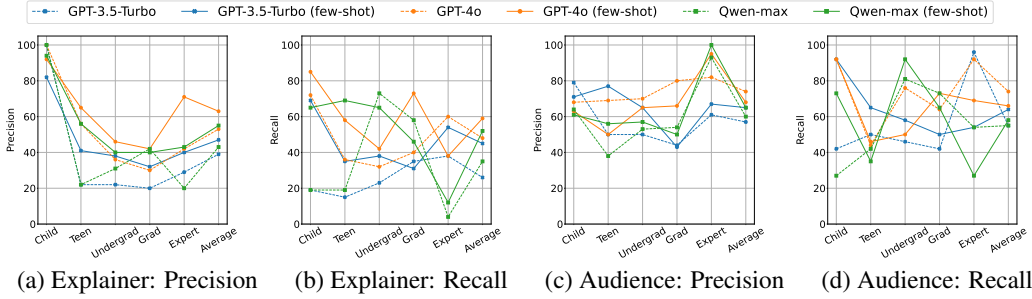 GPT-3.5-Turbo GPT-3.5-Turbo (few-shot) GPT-4o GPT-4o (few-shot) Qwen-max Qwen-max (few-shot)
Precision
100
80
60
40
20
0
Child Teen Undergrad Grad Expert Average
(a) Explainer: Precision
Recall
100
80
60
40
20
0
Child Teen Undergrad Grad Expert Average
(b) Explainer: Recall
Precision
100
80
60
40
20
0
Child Teen Undergrad Grad Expert Average
(c) Audience: Precision
Recall
100
80
60
40
20
0
Child Teen Undergrad Grad Expert Average
(d) Audience: Recall